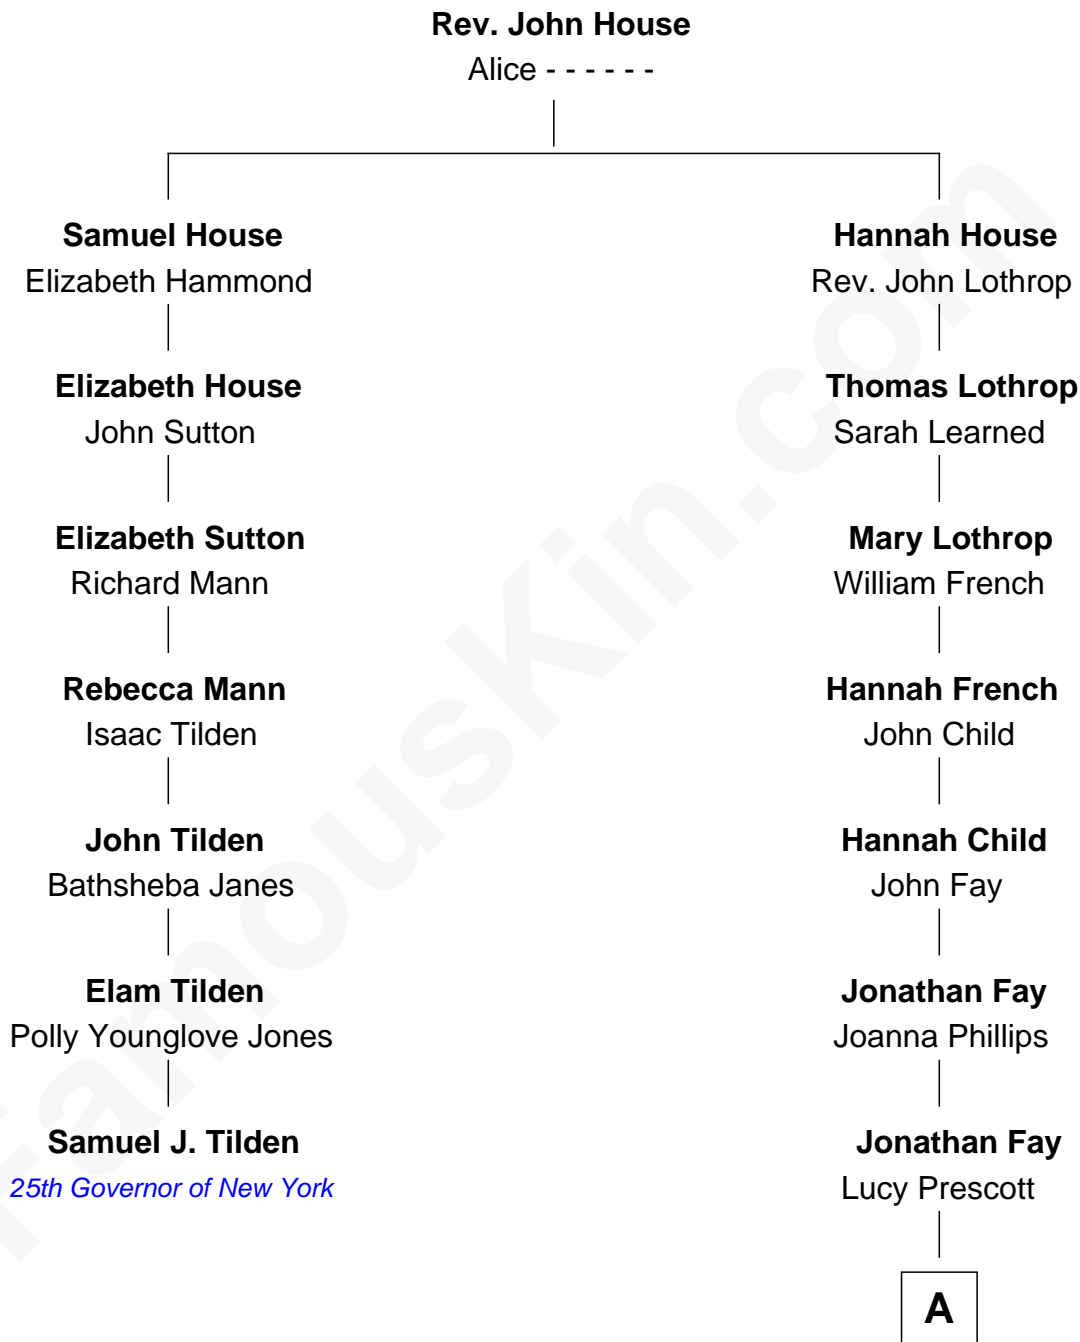 Rev. John House
Alice - - - - - -
Samuel House
Elizabeth Hammond
Hannah House
Rev. John Lothrop
Elizabeth House
John Sutton
Thomas Lothrop
Sarah Learned
Elizabeth Sutton
Richard Mann
Mary Lothrop
William French
Rebecca Mann
Isaac Tilden
Hannah French
John Child
John Tilden
Bathsheba Janes
Hannah Child
John Fay
Elam Tilden
Polly Younglove Jones
Jonathan Fay
Joanna Phillips
Samuel J. Tilden
25th Governor of New York
Jonathan Fay
Lucy Prescott
A
FamousKin.com